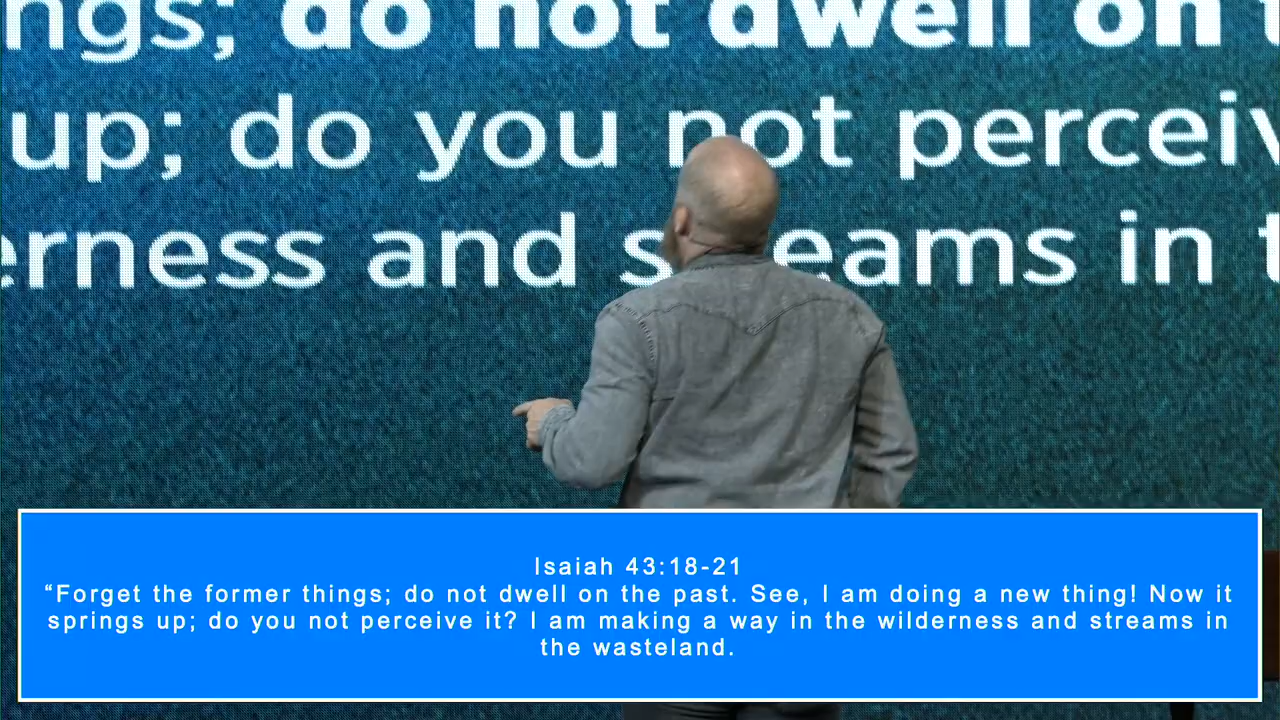 ngs; do not dwell on t
up; do you not perceiv
erness and streams in t
Isaiah 43:18-21
“Forget the former things; do not dwell on the past. See, I am doing a new thing! Now it
springs up; do you not perceive it? I am making a way in the wilderness and streams in
the wasteland.